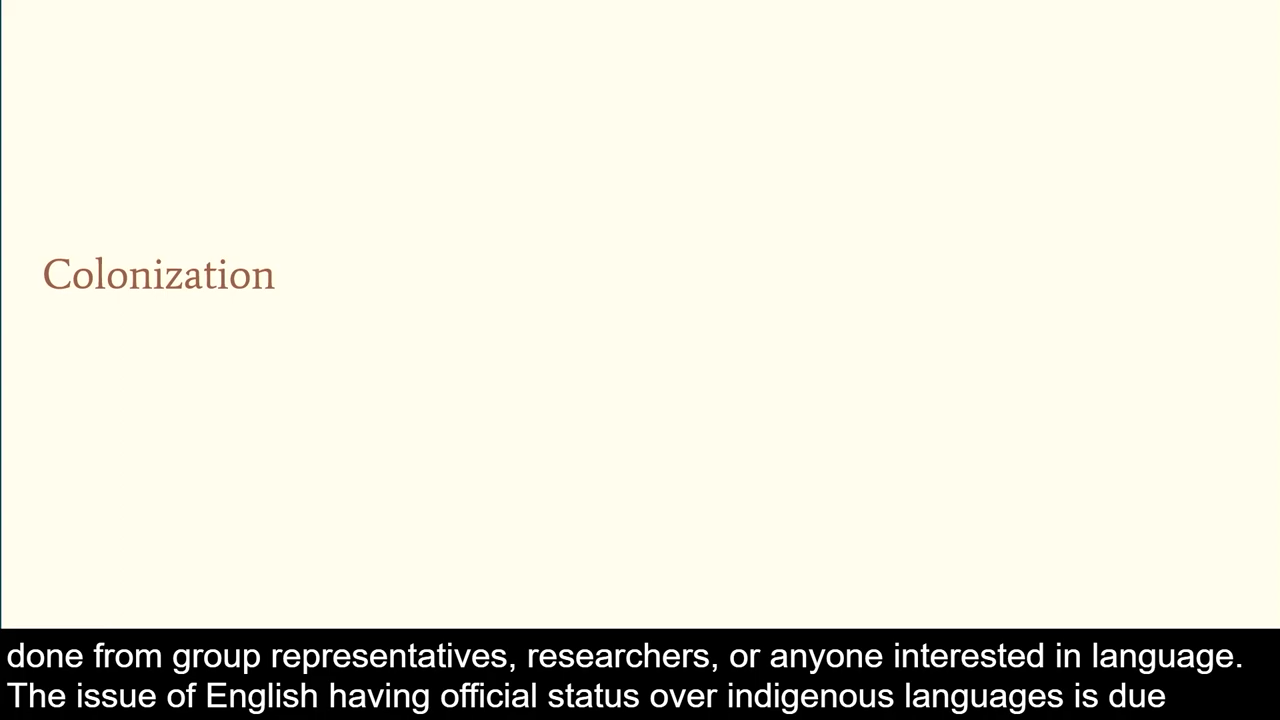 Colonization
done from group representatives, researchers, or anyone interested in language.
The issue of English having official status over indigenous languages is due